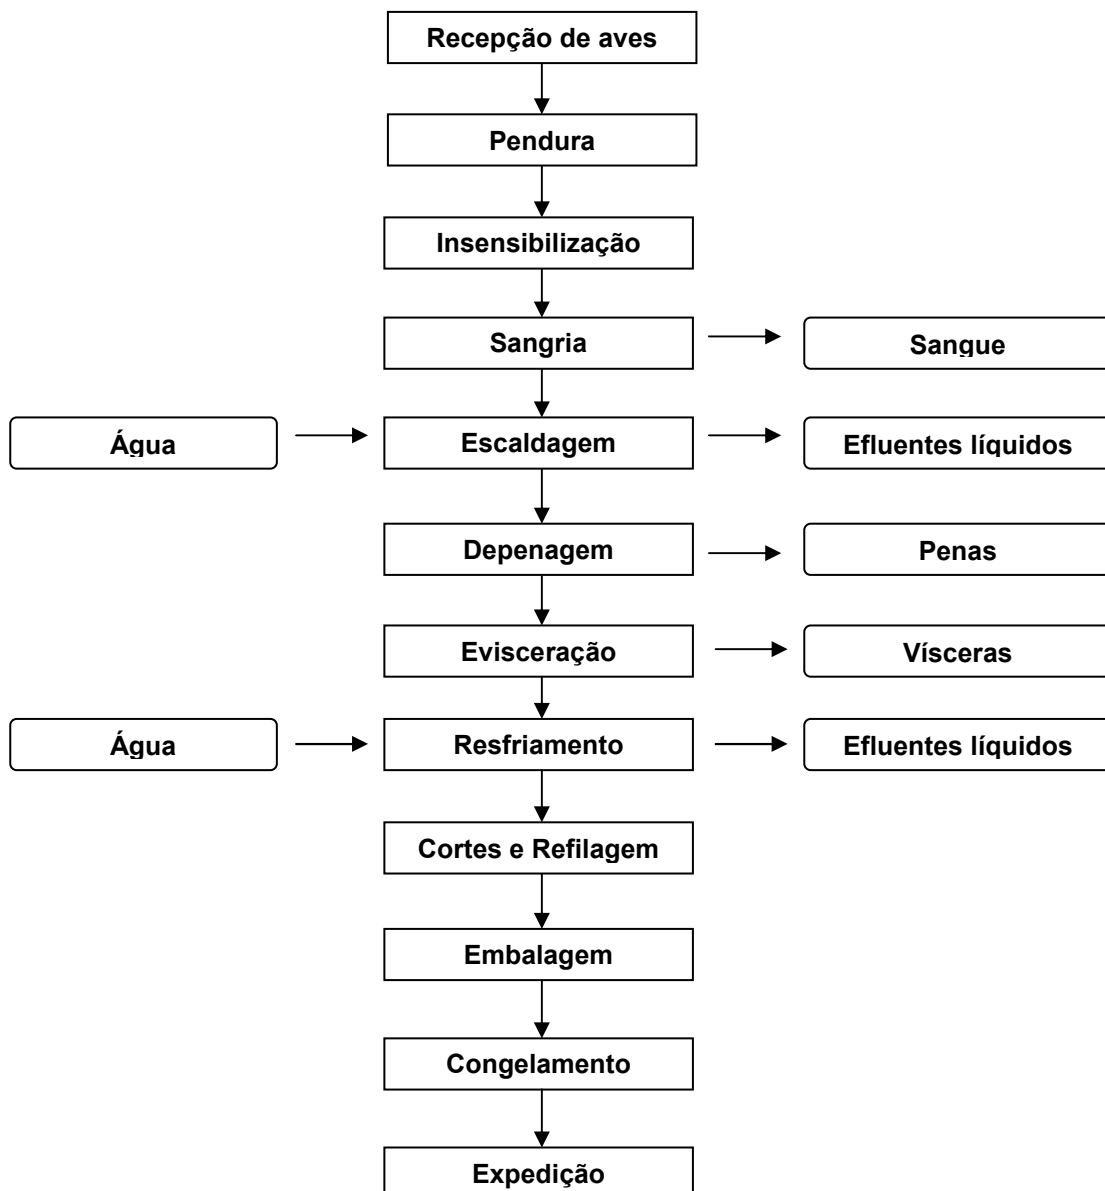 Recepção de aves
Pendura
Insensibilização
Sangria
Sangue
Água
Escaldagem
Efluentes líquidos
Depenagem
Penas
Evisceração
Vísceras
Água
Resfriamento
Efluentes líquidos
Cortes e Refilagem
Embalagem
Congelamento
Expedição